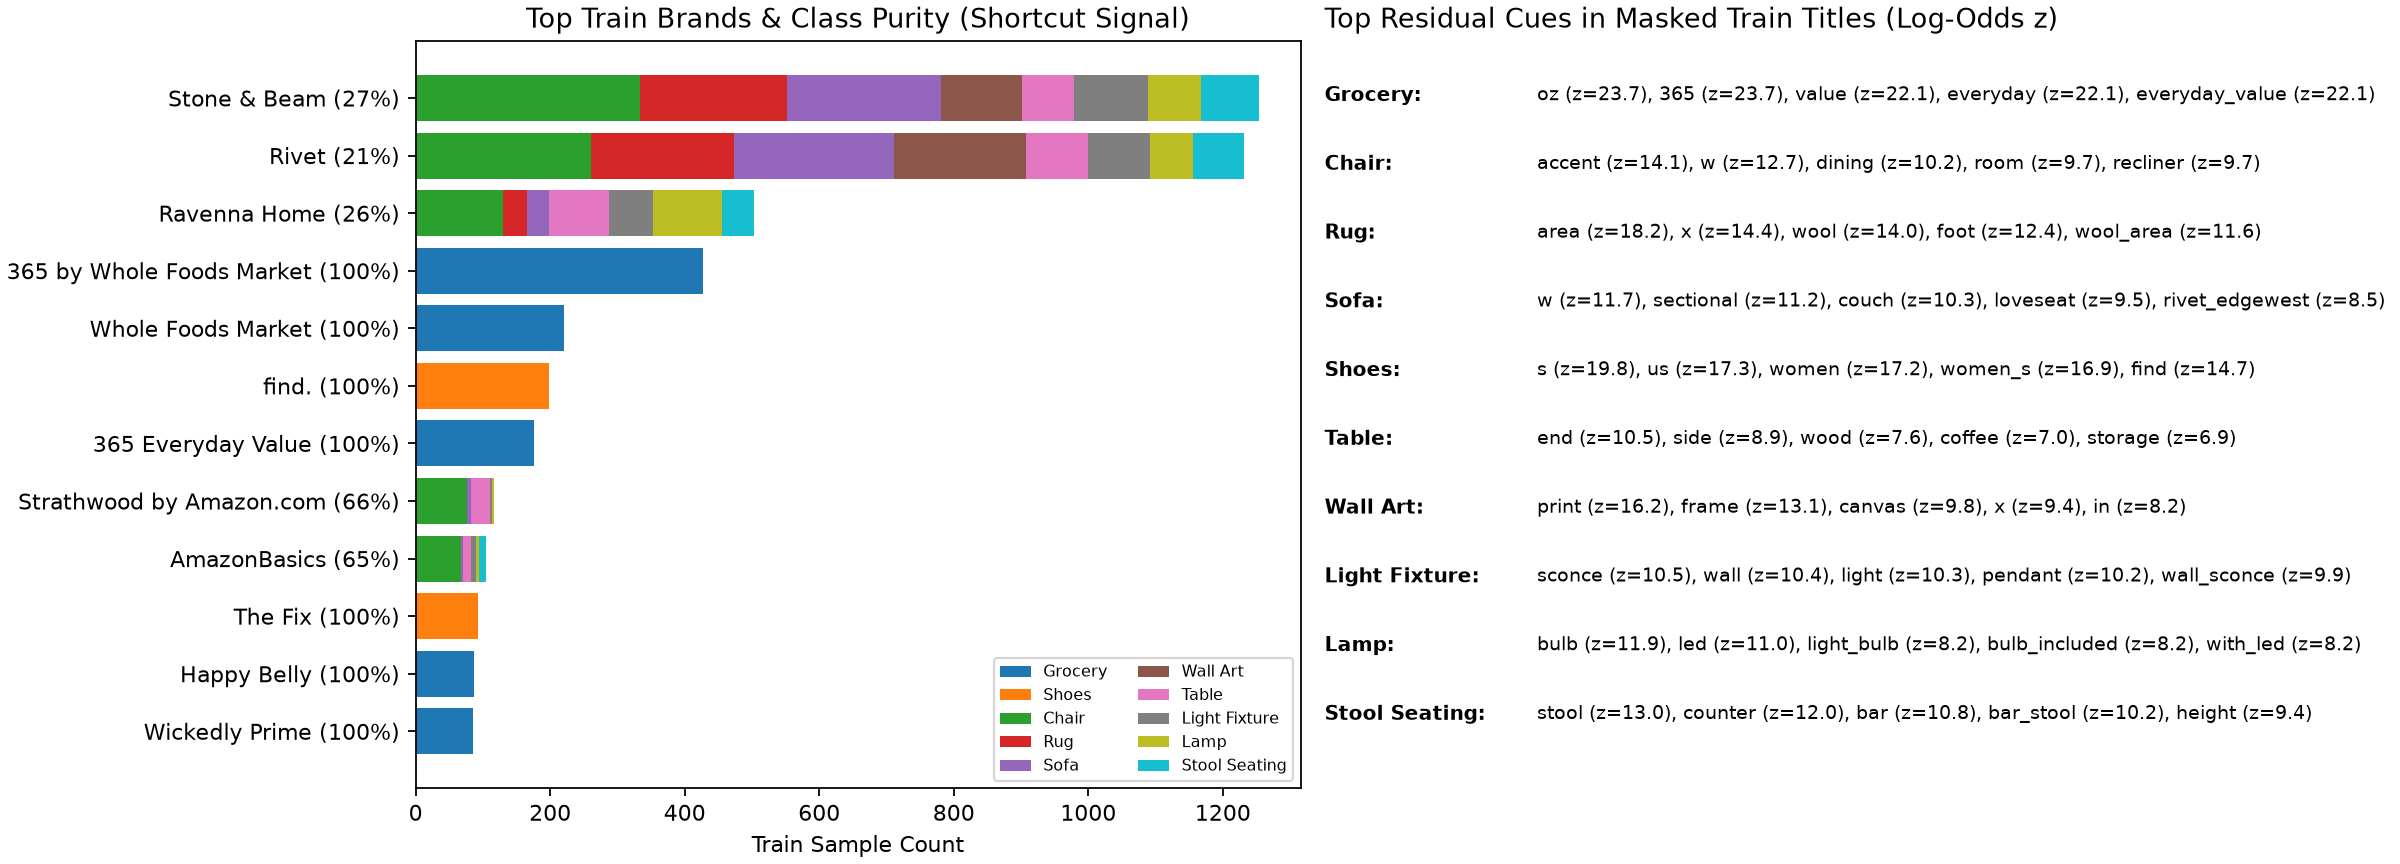 Top Train Brands & Class Purity (Shortcut Signal)
Stone & Beam (27%)
Rivet (21%)
Ravenna Home (26%)
365 by Whole Foods Market (100%)
Whole Foods Market (100%)
find. (100%)
365 Everyday Value (100%)
Strathwood by Amazon.com (66%)
AmazonBasics (65%)
The Fix (100%)
Happy Belly (100%)
Wickedly Prime (100%)
0 200 400 600 800 1000 1200
Train Sample Count
Grocery
Shoes
Chair
Rug
Sofa
Wall Art
Table
Light Fixture
Lamp
Stool Seating
Top Residual Cues in Masked Train Titles (Log-Odds z)
Grocery: oz (z=23.7), 365 (z=23.7), value (z=22.1), everyday (z=22.1), everyday_value (z=22.1)
Chair: accent (z=14.1), w (z=12.7), dining (z=10.2), room (z=9.7), recliner (z=9.7)
Rug: area (z=18.2), x (z=14.4), wool (z=14.0), foot (z=12.4), wool_area (z=11.6)
Sofa: w (z=11.7), sectional (z=11.2), couch (z=10.3), loveseat (z=9.5), rivet_edgewest (z=8.5)
Shoes: s (z=19.8), us (z=17.3), women (z=17.2), women_s (z=16.9), find (z=14.7)
Table: end (z=10.5), side (z=8.9), wood (z=7.6), coffee (z=7.0), storage (z=6.9)
Wall Art: print (z=16.2), frame (z=13.1), canvas (z=9.8), x (z=9.4), in (z=8.2)
Light Fixture: sconce (z=10.5), wall (z=10.4), light (z=10.3), pendant (z=10.2), wall_sconce (z=9.9)
Lamp: bulb (z=11.9), led (z=11.0), light_bulb (z=8.2), bulb_included (z=8.2), with_led (z=8.2)
Stool Seating: stool (z=13.0), counter (z=12.0), bar (z=10.8), bar_stool (z=10.2), height (z=9.4)